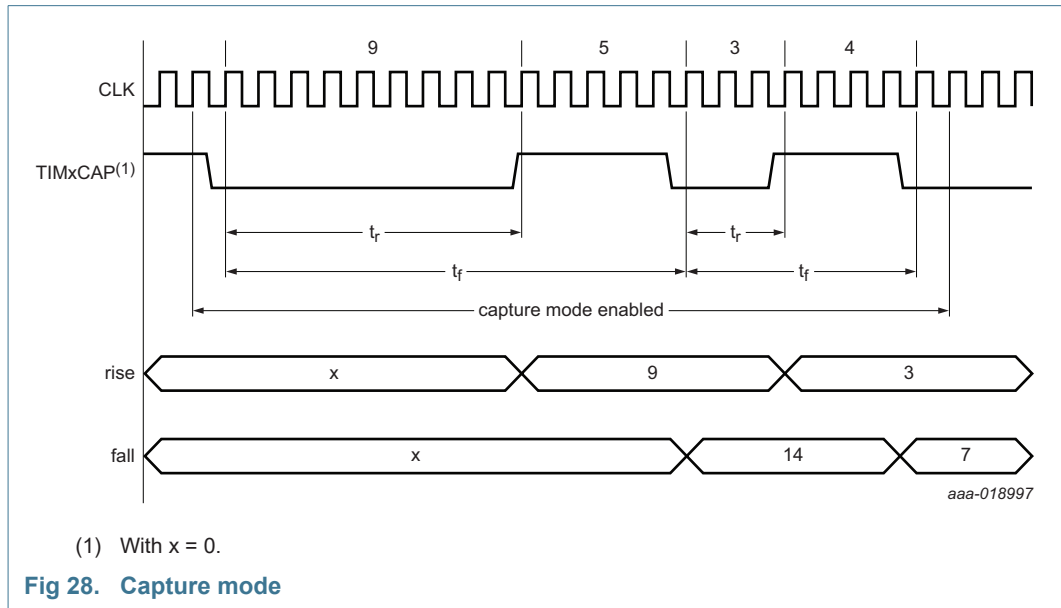 9 5 3 4
CLK
TIMxCAP(1)
tr tr
tf tf
capture mode enabled
rise x 9 3
fall x 14 7
aaa-018997
(1) With x = 0.
Fig 28. Capture mode